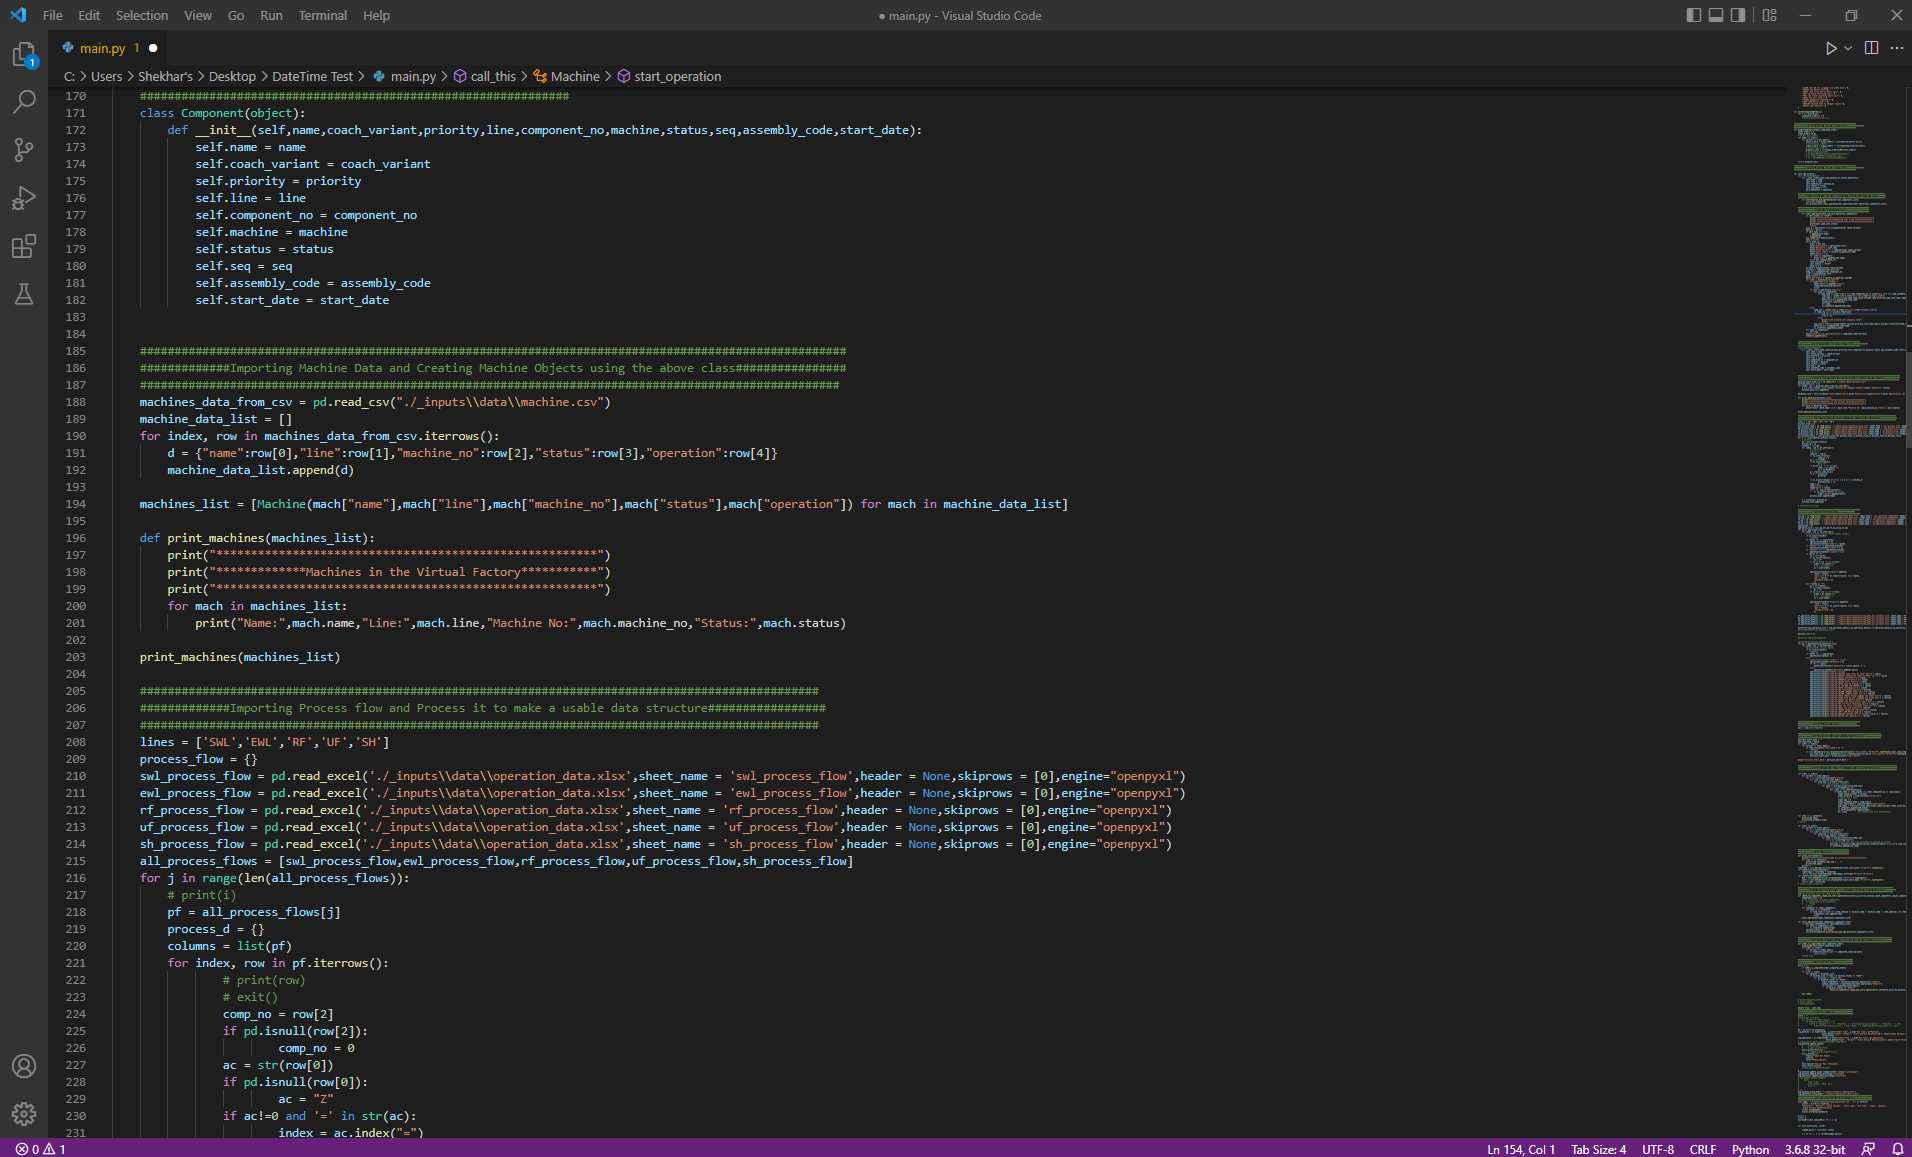 File Edit Selection View Go Run Terminal Help
● main.py - Visual Studio Code
main.py 1 ●
1
C: > Users > Shekhar's > Desktop > DateTime Test > main.py > call_this > Machine > start_operation
170 ##############################################################
171 class Component(object):
172 def __init__(self,name,coach_variant,priority,line,component_no,machine,status,seq,assembly_code,start_date):
173 self.name = name
174 self.coach_variant = coach_variant
175 self.priority = priority
176 self.line = line
177 self.component_no = component_no
178 self.machine = machine
179 self.status = status
180 self.seq = seq
181 self.assembly_code = assembly_code
182 self.start_date = start_date
183
184
185 ######################################################################################################
186 #############Importing Machine Data and Creating Machine Objects using the above class################
187 #####################################################################################################
188 machines_data_from_csv = pd.read_csv("./_inputs\\data\\machine.csv")
189 machine_data_list = []
190 for index, row in machines_data_from_csv.iterrows():
191 d = {"name":row[0],"line":row[1],"machine_no":row[2],"status":row[3],"operation":row[4]}
192 machine_data_list.append(d)
193
194 machines_list = [Machine(mach["name"],mach["line"],mach["machine_no"],mach["status"],mach["operation"]) for mach in machine_data_list]
195
196 def print_machines(machines_list):
197 print("*******************************************************")
198 print("*************Machines in the Virtual Factory***********")
199 print("*******************************************************")
200 for mach in machines_list:
201 print("Name:",mach.name,"Line:",mach.line,"Machine No:",mach.machine_no,"Status:",mach.status)
202
203 print_machines(machines_list)
204
205 ##################################################################################################
206 #############Importing Process flow and Process it to make a usable data structure#################
207 ##################################################################################################
208 lines = ['SWL','EWL','RF','UF','SH']
209 process_flow = {}
210 swl_process_flow = pd.read_excel('./_inputs\\data\\operation_data.xlsx',sheet_name = 'swl_process_flow',header = None,skiprows = [0],engine="openpyxl")
211 ewl_process_flow = pd.read_excel('./_inputs\\data\\operation_data.xlsx',sheet_name = 'ewl_process_flow',header = None,skiprows = [0],engine="openpyxl")
212 rf_process_flow = pd.read_excel('./_inputs\\data\\operation_data.xlsx',sheet_name = 'rf_process_flow',header = None,skiprows = [0],engine="openpyxl")
213 uf_process_flow = pd.read_excel('./_inputs\\data\\operation_data.xlsx',sheet_name = 'uf_process_flow',header = None,skiprows = [0],engine="openpyxl")
214 sh_process_flow = pd.read_excel('./_inputs\\data\\operation_data.xlsx',sheet_name = 'sh_process_flow',header = None,skiprows = [0],engine="openpyxl")
215 all_process_flows = [swl_process_flow,ewl_process_flow,rf_process_flow,uf_process_flow,sh_process_flow]
216 for j in range(len(all_process_flows)):
217 # print(i)
218 pf = all_process_flows[j]
219 process_d = {}
220 columns = list(pf)
221 for index, row in pf.iterrows():
222 # print(row)
223 # exit()
224 comp_no = row[2]
225 if pd.isnull(row[2]):
226 comp_no = 0
227 ac = str(row[0])
228 if pd.isnull(row[0]):
229 ac = "Z"
230 if ac!=0 and '=' in str(ac):
231 index = ac.index("=")
0 1 Ln 154, Col 1 Tab Size: 4 UTF-8 CRLF Python 3.6.8 32-bit